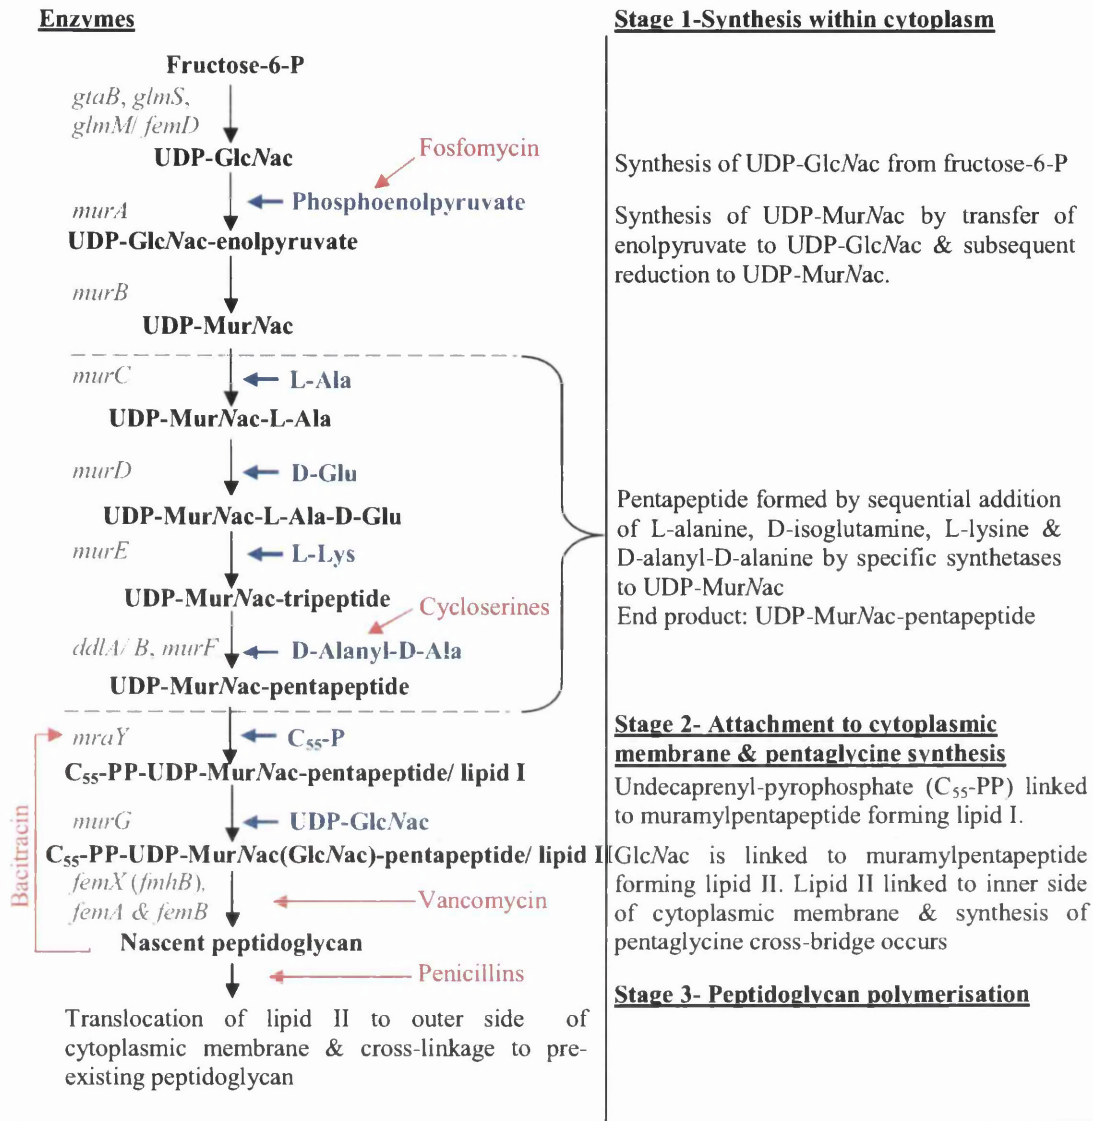 Enzymes
Fructose-6-P
gtaB, glmS,
glmM/ femD
UDP-GlcNac
Fosfomycin
Phosphoenolpyruvate
murA
UDP-GlcNac-enolpyruvate
murB
UDP-MurNac
murC
L-Ala
UDP-MurNac-L-Ala
murD
D-Glu
UDP-MurNac-L-Ala-D-Glu
murE
L-Lys
UDP-MurNac-tripeptide
Cycloserines
ddlA/ B, murF
D-Alanyl-D-Ala
UDP-MurNac-pentapeptide
mraY
C₅₅-P
C₅₅-PP-UDP-MurNac-pentapeptide/ lipid I
murG
UDP-GlcNac
C₅₅-PP-UDP-MurNac(GlcNac)-pentapeptide/ lipid II
femX (fmhB),
femA & femB
Vancomycin
Bacitracin
Nascent peptidoglycan
Penicillins
Translocation of lipid II to outer side of
cytoplasmic membrane & cross-linkage to pre-
existing peptidoglycan
Stage 1-Synthesis within cytoplasm
Synthesis of UDP-GlcNac from fructose-6-P
Synthesis of UDP-MurNac by transfer of
enolpyruvate to UDP-GlcNac & subsequent
reduction to UDP-MurNac.
Pentapeptide formed by sequential addition
of L-alanine, D-isoglutamine, L-lysine &
D-alanyl-D-alanine by specific synthetases
to UDP-MurNac
End product: UDP-MurNac-pentapeptide
Stage 2- Attachment to cytoplasmic
membrane & pentaglycine synthesis
Undecaprenyl-pyrophosphate (C₅₅-PP) linked
to muramylpentapeptide forming lipid I.
GlcNac is linked to muramylpentapeptide
forming lipid II. Lipid II linked to inner side
of cytoplasmic membrane & synthesis of
pentaglycine cross-bridge occurs
Stage 3- Peptidoglycan polymerisation